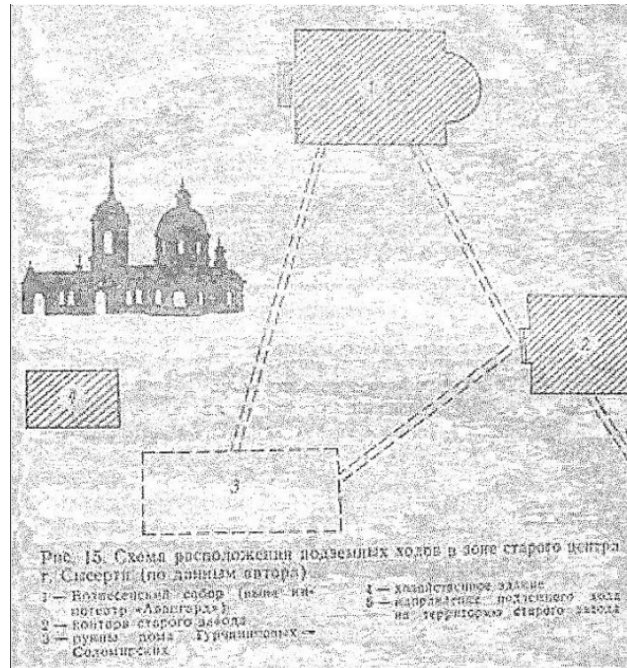 1
2
4
3
Рис. 15. Схема расположения подземных ходов в зоне старого центра
г. Сысерти (по данным автора)
1 — Вознесенский собор (ныне ки-
нотеатр «Авангард»)
2 — контора старого завода
3 — руины дома Турчаниновых —
Соломирских
4 — хозяйственное здание
5 — направление подземного хода
на территорию старого завода